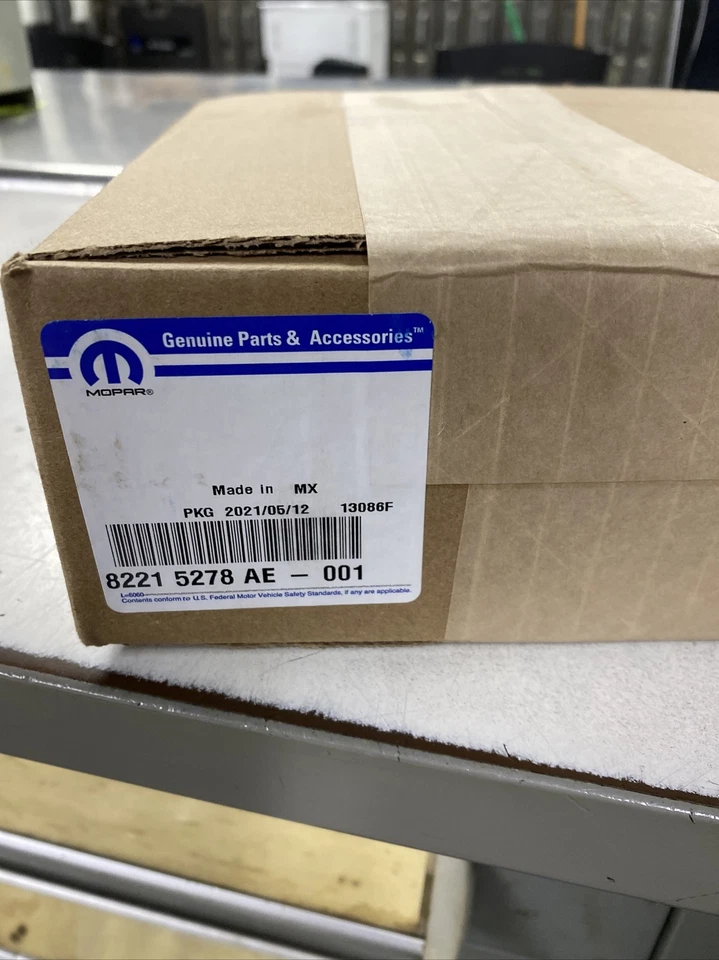 Genuine Parts & Accessories™
MOPAR®
Made in MX
PKG 2021/05/12 13086F
8221 5278 AE - 001
L-6060
Contents conform to U.S. Federal Motor Vehicle Safety Standards, if any are applicable.